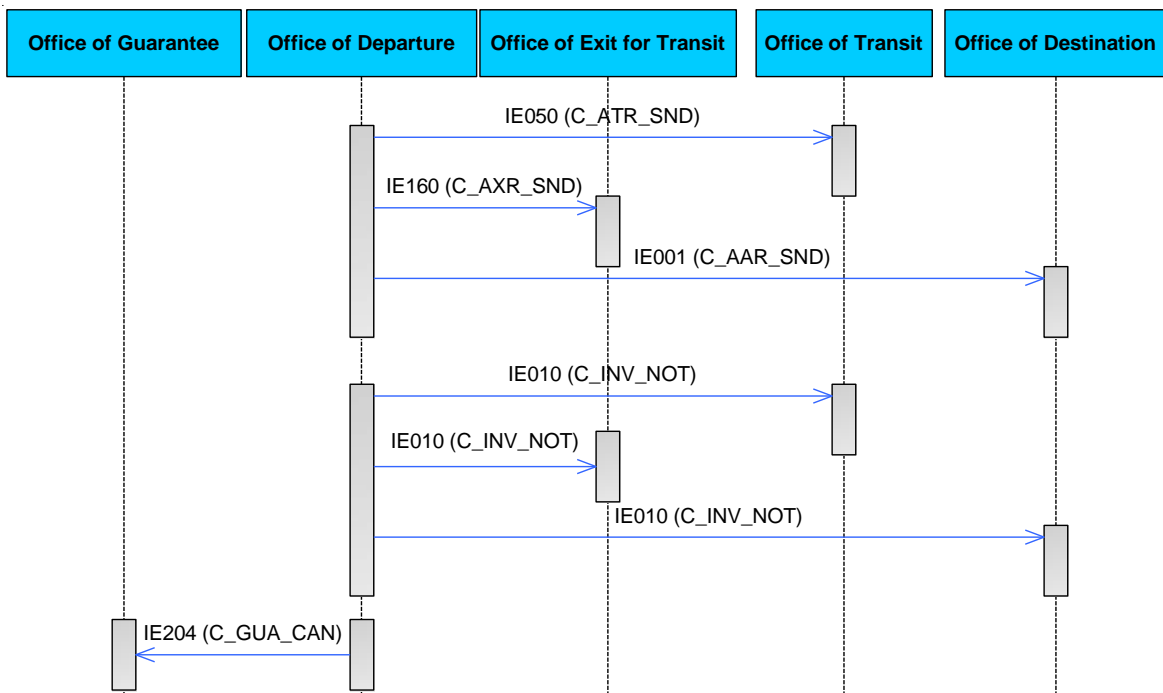 Office of Guarantee
Office of Departure
Office of Exit for Transit
Office of Transit
Office of Destination
IE050 (C_ATR_SND)
IE160 (C_AXR_SND)
IE001 (C_AAR_SND)
IE010 (C_INV_NOT)
IE010 (C_INV_NOT)
IE010 (C_INV_NOT)
IE204 (C_GUA_CAN)